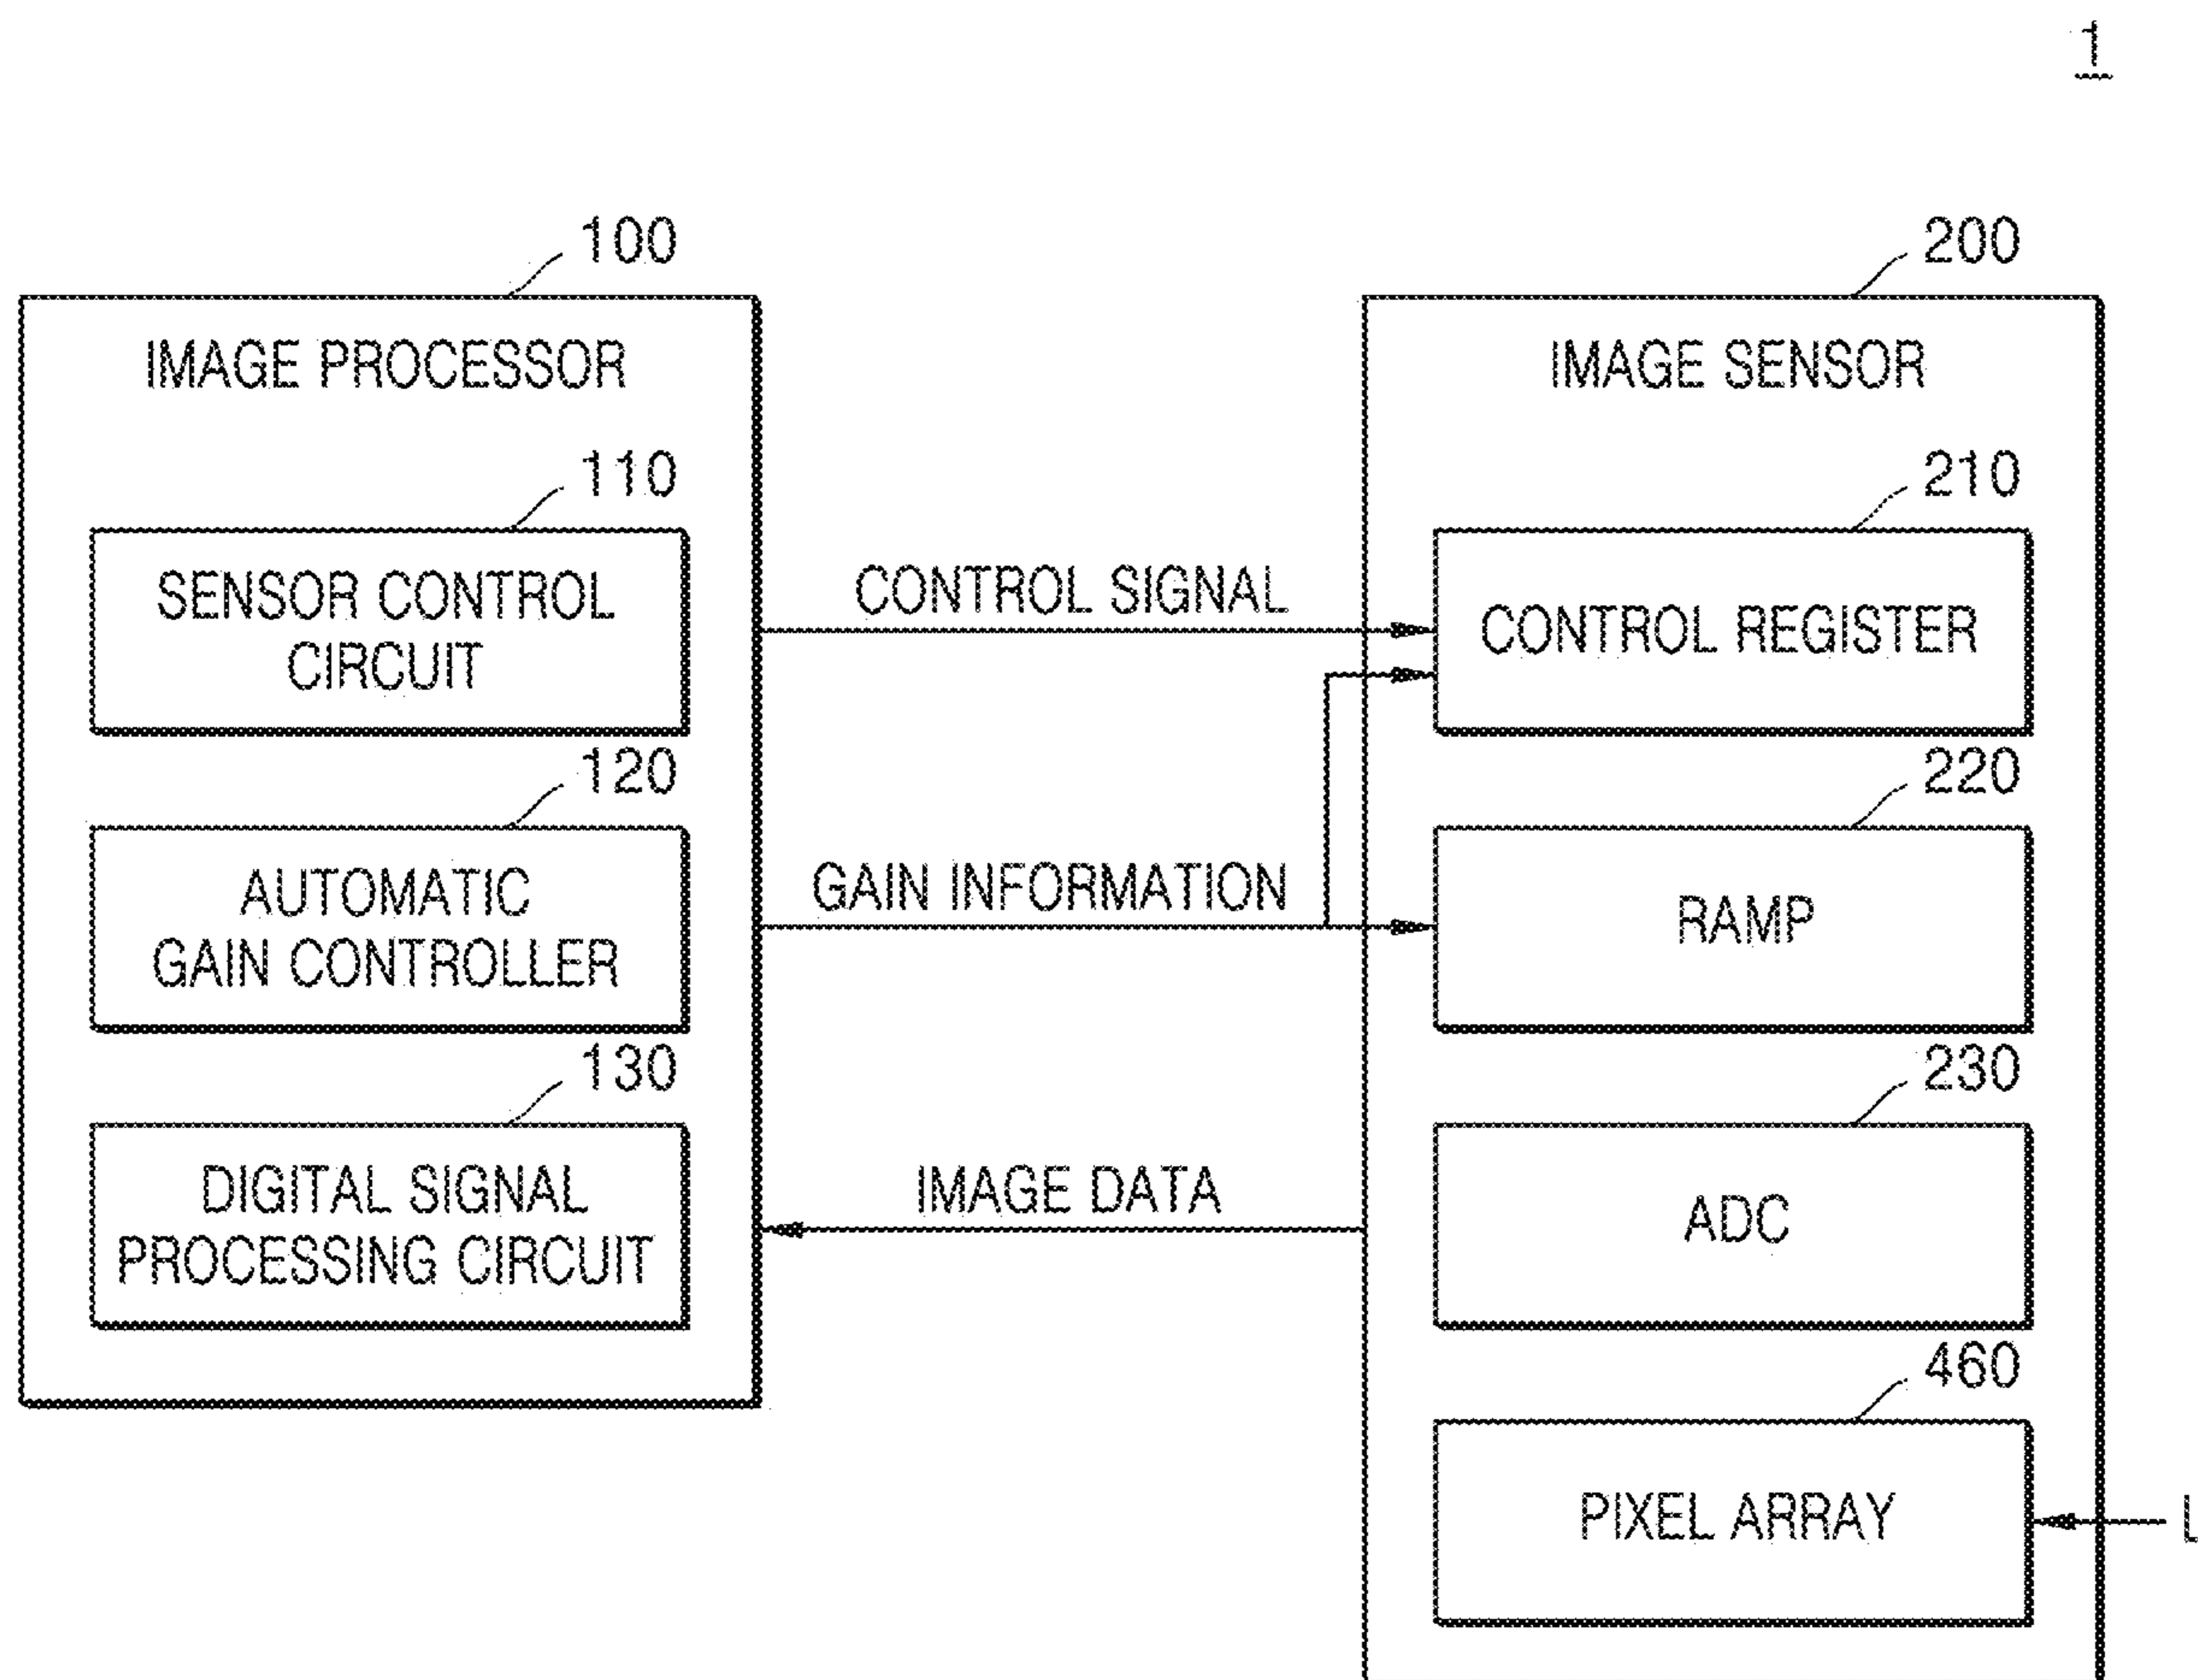 1
100
IMAGE PROCESSOR
110
SENSOR CONTROL
CIRCUIT
120
AUTOMATIC
GAIN CONTROLLER
130
DIGITAL SIGNAL
PROCESSING CIRCUIT
CONTROL SIGNAL
GAIN INFORMATION
IMAGE DATA
200
IMAGE SENSOR
210
CONTROL REGISTER
220
RAMP
230
ADC
460
PIXEL ARRAY
L